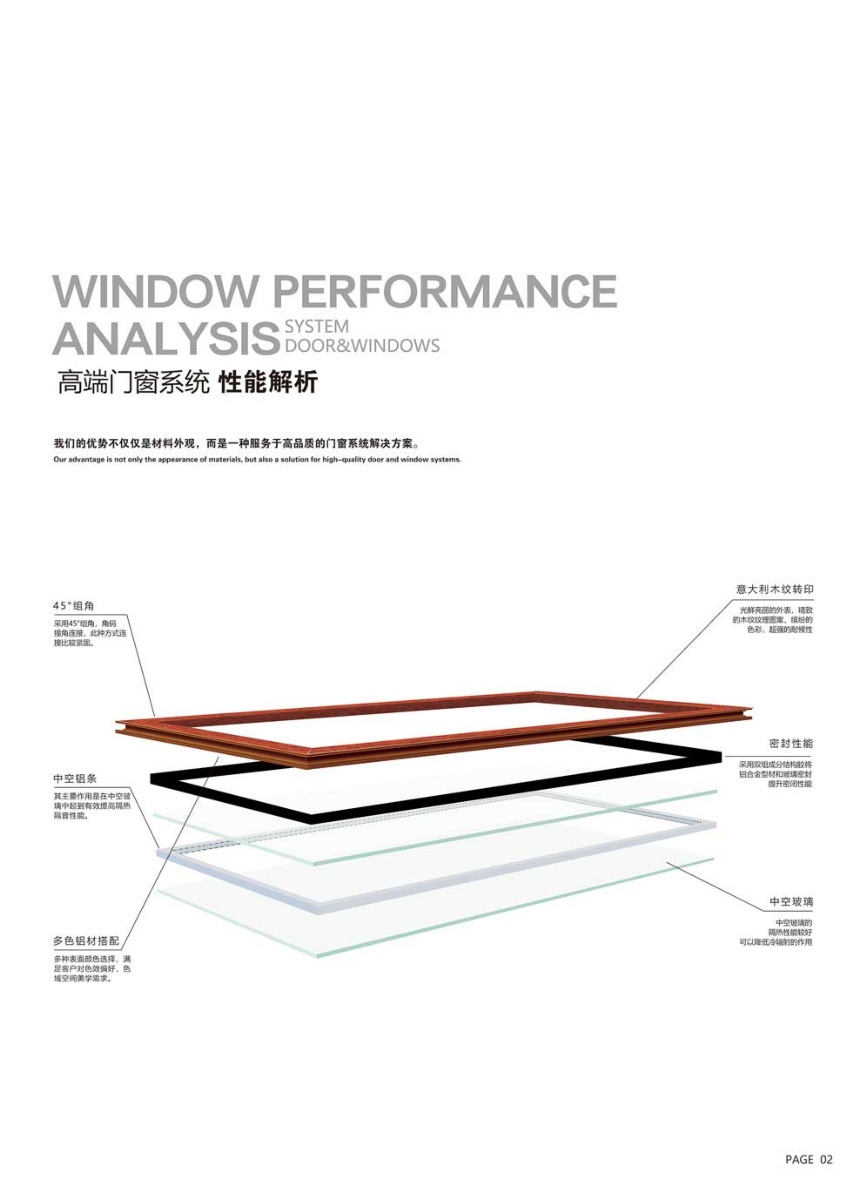 WINDOW PERFORMANCE
ANALYSIS SYSTEM
DOOR&WINDOWS
高端门窗系统 性能解析
我们的优势不仅仅是材料外观，而是一种服务于高品质的门窗系统解决方案。
Our advantage is not only the appearance of materials, but also a solution for high-quality door and window systems.
45°组角
采用45°组角，角码
撞角连接，此种方式连
接比较紧固。
意大利木纹转印
光鲜亮丽的外表，精致
的木纹纹理图案，缤纷的
色彩，超强的耐候性
密封性能
采用双组成分结构胶将
铝合金型材和玻璃密封
提升密闭性能
中空铝条
其主要作用是在中空玻
璃中起到有效提高隔热
隔音性能。
中空玻璃
中空玻璃的
隔热性能较好
可以降低冷辐射的作用
多色铝材搭配
多种表面颜色选择，满
足客户对色效偏好，色
域空间美学需求。
PAGE 02